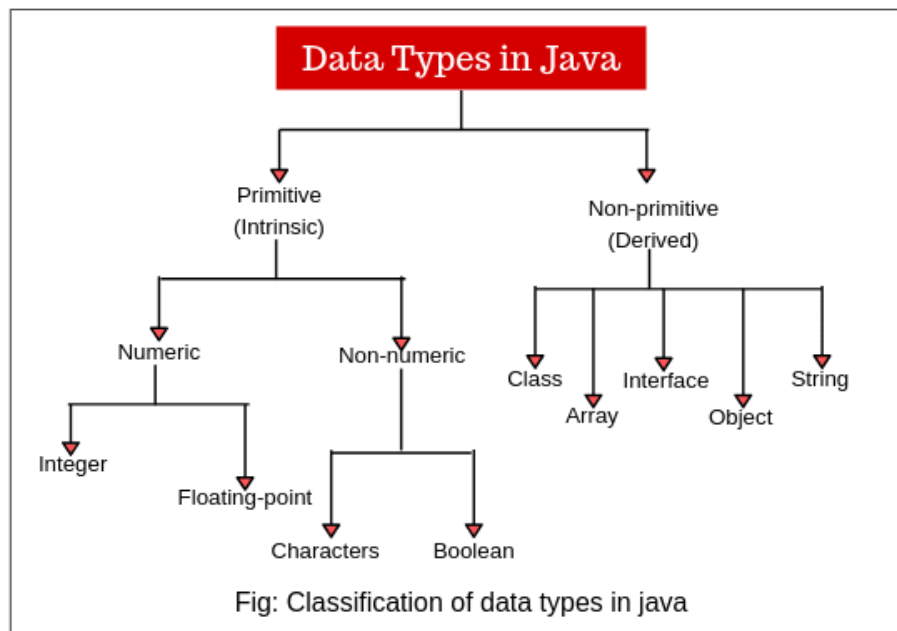 Data Types in Java
Primitive
(Intrinsic)
Non-primitive
(Derived)
Numeric
Non-numeric
Class
Array
Interface
Object
String
Integer
Floating-point
Characters
Boolean
Fig: Classification of data types in java